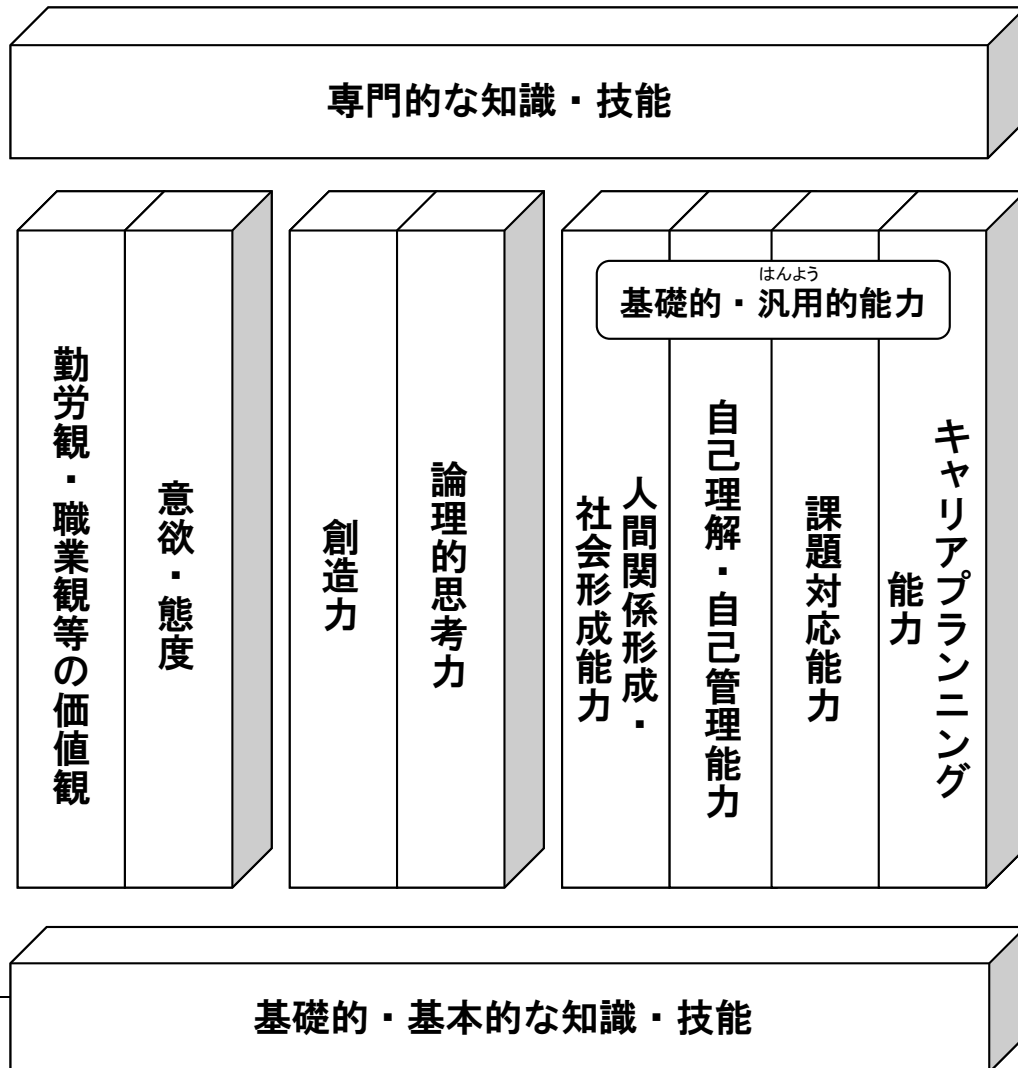 専門的な知識・技能
はんよう
基礎的・汎用的能力
勤労観・職業観等の価値観
意欲・態度
創造力
論理的思考力
人間関係形成・
社会形成能力
自己理解・自己管理能力
課題対応能力
キャリアプランニング
能力
基礎的・基本的な知識・技能